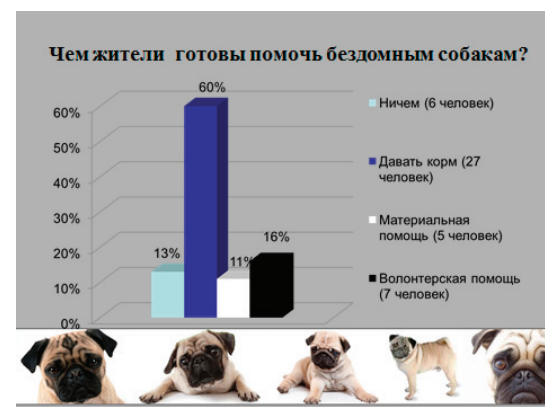 Чем жители готовы помочь бездомным собакам?
60%
60%
50%
40%
30%
20%
10%
0%
13%
11%
16%
Ничем (6 человек)
Давать корм (27
человек)
Материальная
помощь (5 человек)
Волонтерская помощь
(7 человек)